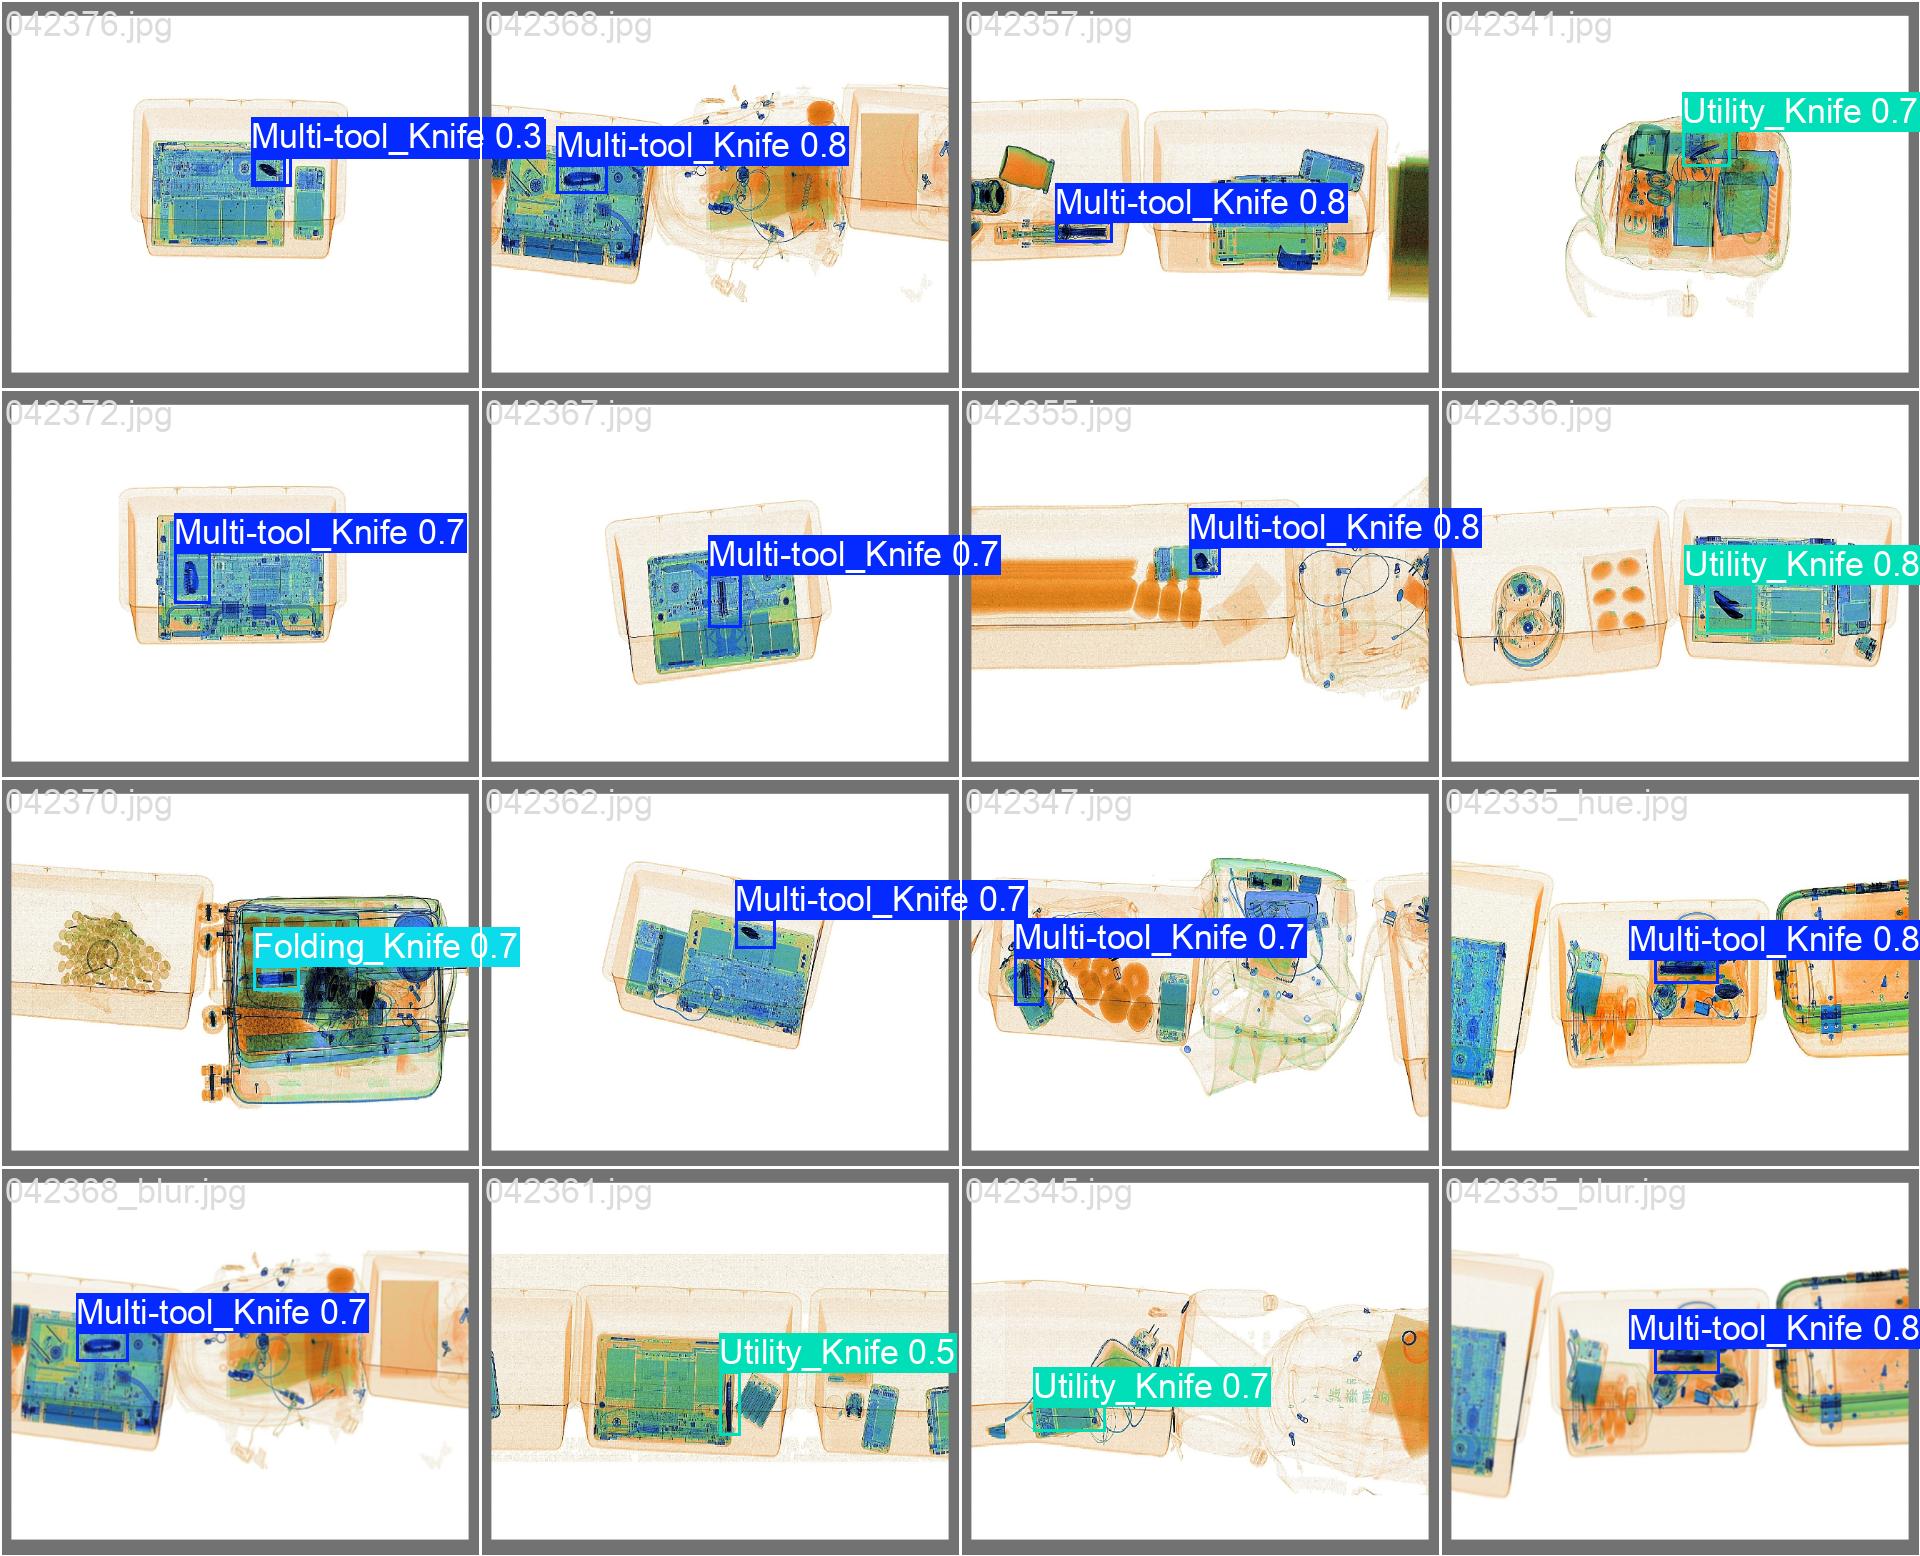 042376.jpg
Multi-tool_Knife 0.3
042368.jpg
Multi-tool_Knife 0.8
042357.jpg
Multi-tool_Knife 0.8
042341.jpg
Utility_Knife 0.7
042372.jpg
Multi-tool_Knife 0.7
042367.jpg
Multi-tool_Knife 0.7
042355.jpg
Multi-tool_Knife 0.8
042336.jpg
Utility_Knife 0.8
042370.jpg
Folding_Knife 0.7
042362.jpg
Multi-tool_Knife 0.7
042347.jpg
Multi-tool_Knife 0.7
042335_hue.jpg
Multi-tool_Knife 0.8
042368_blur.jpg
Multi-tool_Knife 0.7
042361.jpg
Utility_Knife 0.5
042345.jpg
Utility_Knife 0.7
042335_blur.jpg
Multi-tool_Knife 0.8